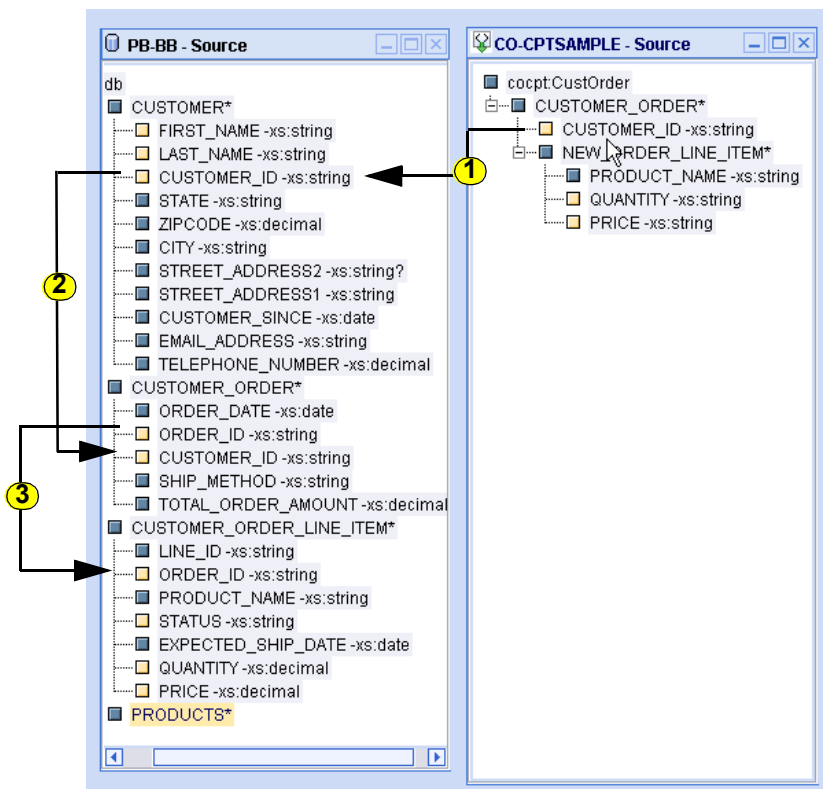 PB-BB - Source
db
CUSTOMER*
FIRST_NAME -xs:string
LAST_NAME -xs:string
CUSTOMER_ID -xs:string
STATE -xs:string
ZIPCODE -xs:decimal
CITY -xs:string
STREET_ADDRESS2 -xs:string?
STREET_ADDRESS1 -xs:string
CUSTOMER_SINCE -xs:date
EMAIL_ADDRESS -xs:string
TELEPHONE_NUMBER -xs:decimal
CUSTOMER_ORDER*
ORDER_DATE -xs:date
ORDER_ID -xs:string
CUSTOMER_ID -xs:string
SHIP_METHOD -xs:string
TOTAL_ORDER_AMOUNT -xs:decimal
CUSTOMER_ORDER_LINE_ITEM*
LINE_ID -xs:string
ORDER_ID -xs:string
PRODUCT_NAME -xs:string
STATUS -xs:string
EXPECTED_SHIP_DATE -xs:date
QUANTITY -xs:decimal
PRICE -xs:decimal
PRODUCTS*
CO-CPTSAMPLE - Source
cocpt:CustOrder
CUSTOMER_ORDER*
CUSTOMER_ID -xs:string
NEW_ORDER_LINE_ITEM*
PRODUCT_NAME -xs:string
QUANTITY -xs:string
PRICE -xs:string
1
2
3